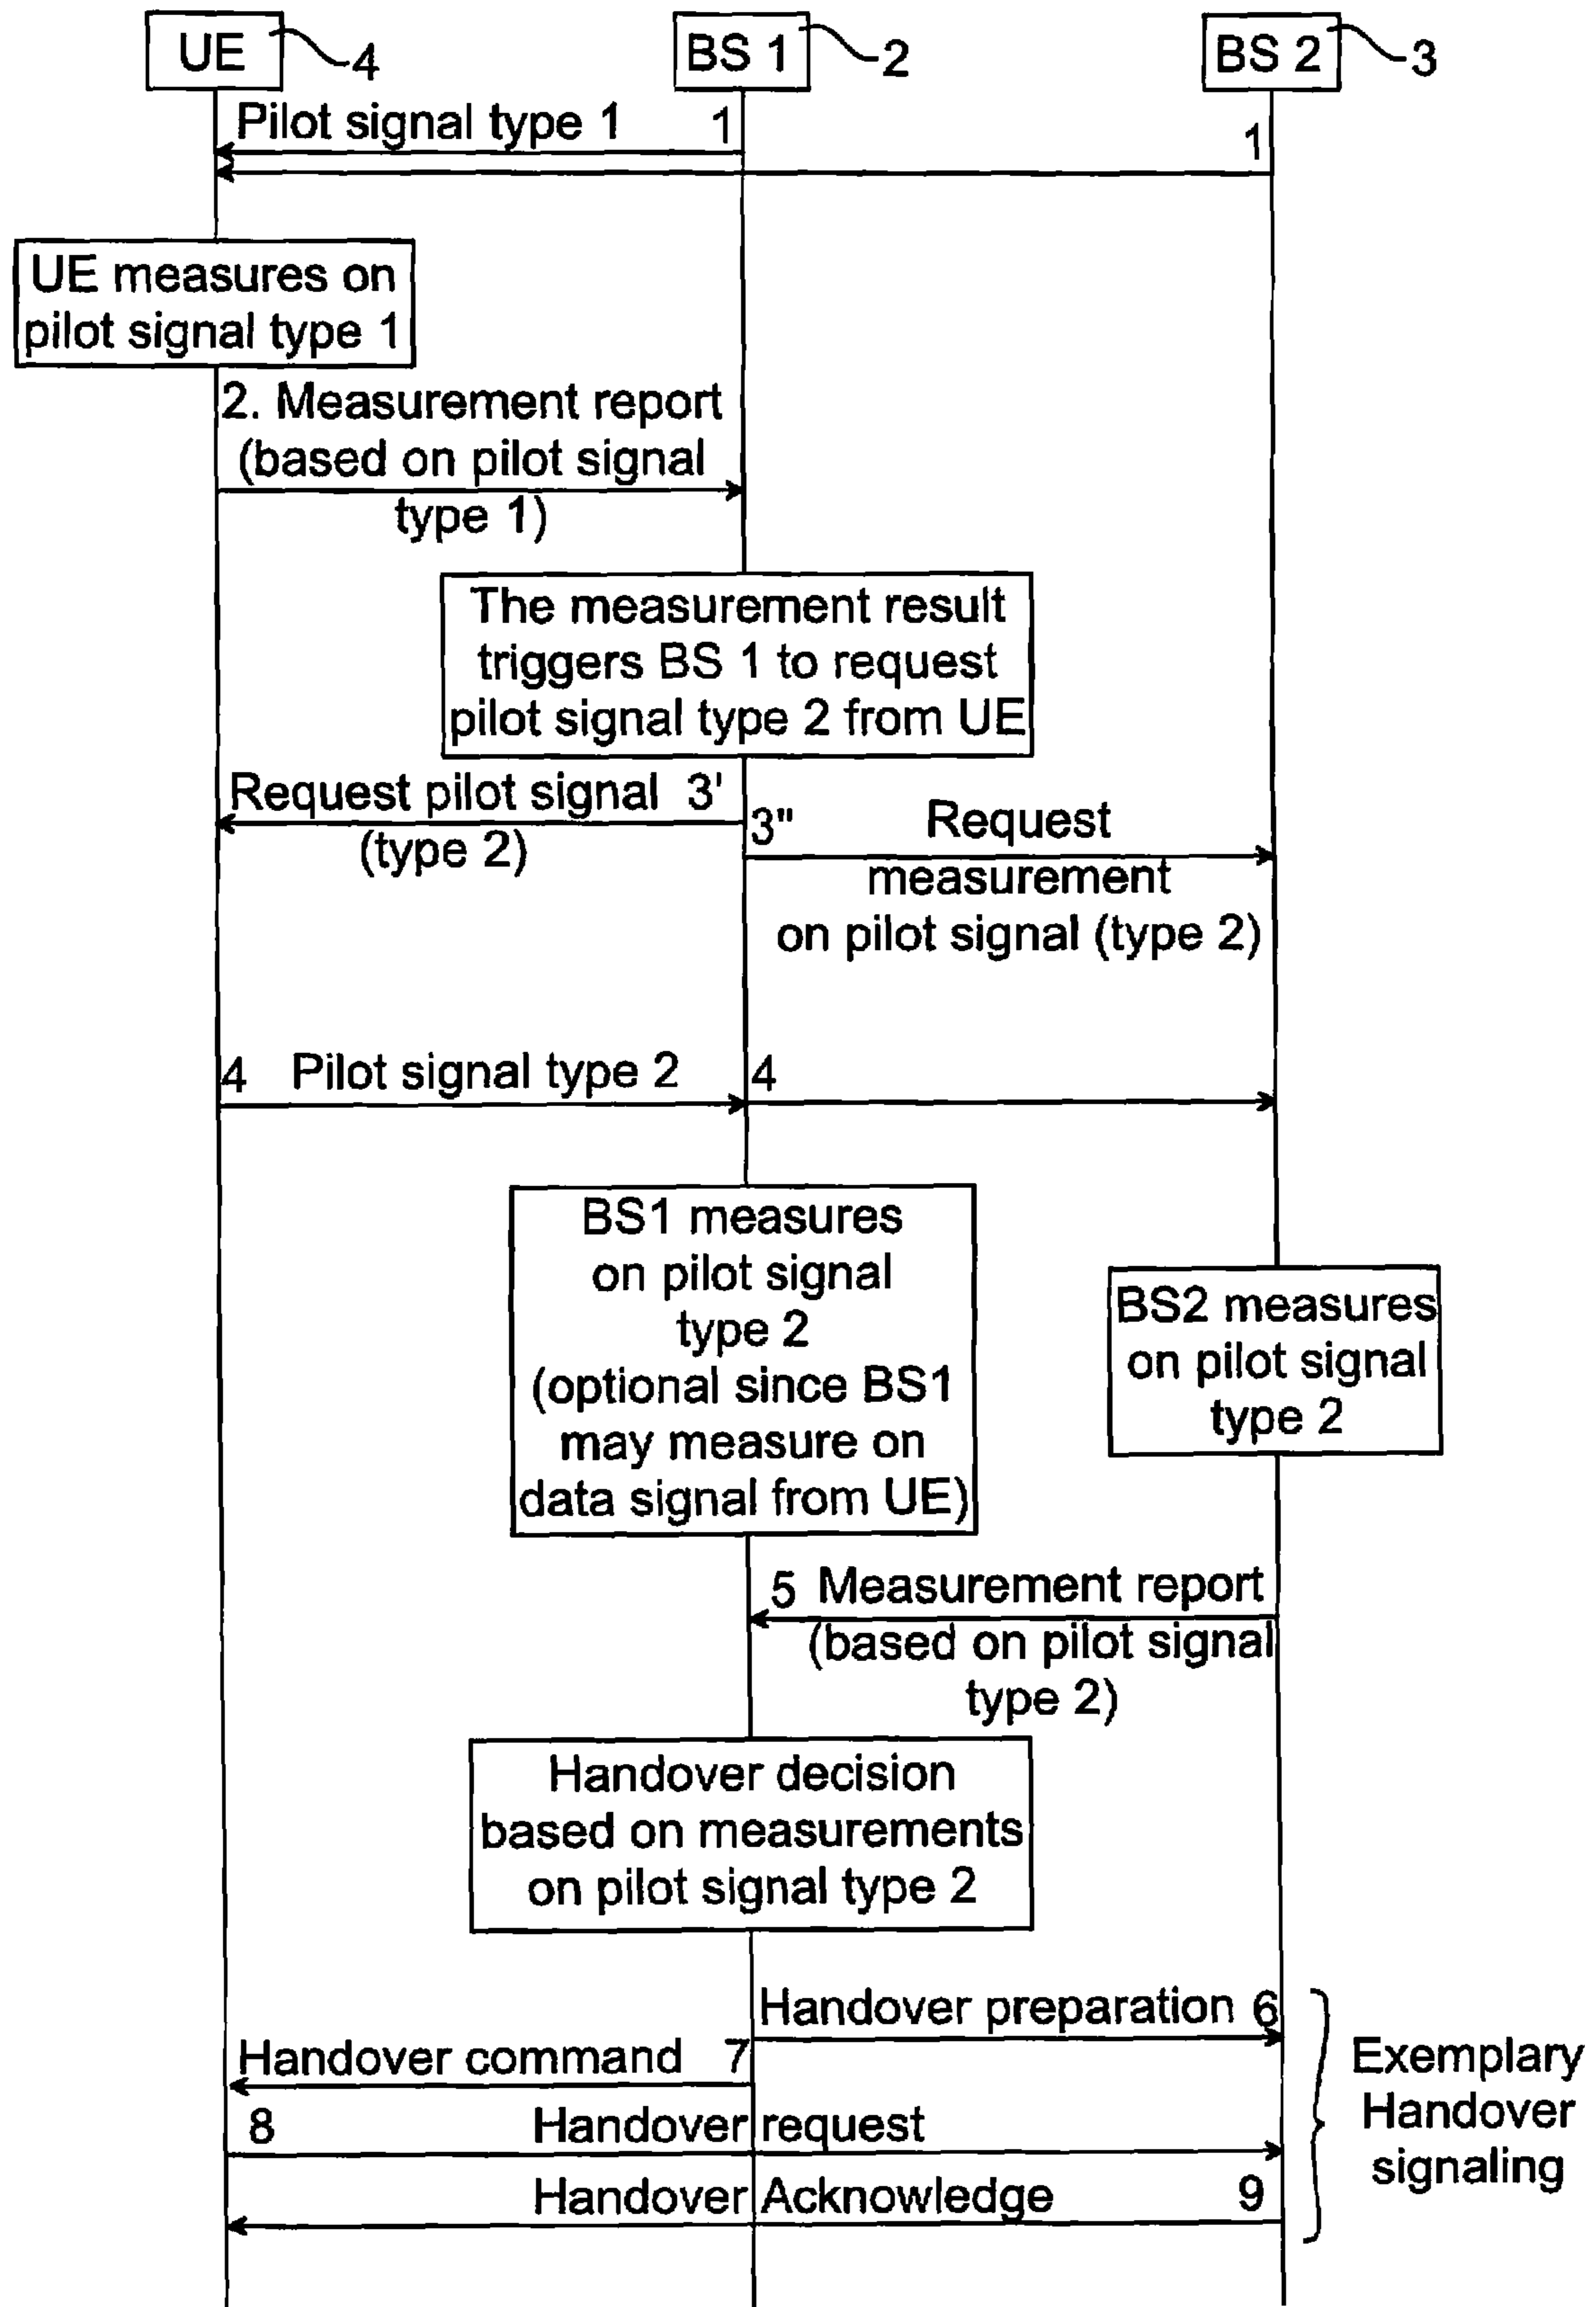 UE
4
BS 1
2
BS 2
3
Pilot signal type 1
1
1
UE measures on
pilot signal type 1
2. Measurement report
(based on pilot signal
type 1)
The measurement result
triggers BS 1 to request
pilot signal type 2 from UE
Request pilot signal 3'
(type 2)
3" Request
measurement
on pilot signal (type 2)
4 Pilot signal type 2
4
BS1 measures
on pilot signal
type 2
(optional since BS1
may measure on
data signal from UE)
BS2 measures
on pilot signal
type 2
5 Measurement report
(based on pilot signal
type 2)
Handover decision
based on measurements
on pilot signal type 2
Handover preparation 6
Handover command 7
8 Handover request
Handover Acknowledge 9
Exemplary
Handover
signaling